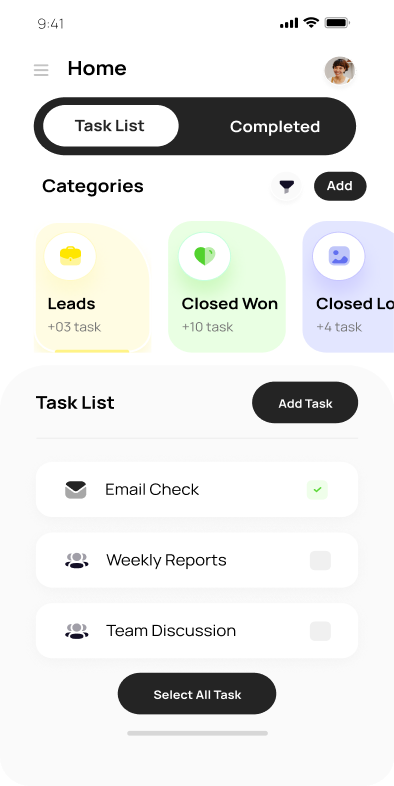 9:41
Home
Task List
Completed
Categories
Add
Leads
+03 task
Closed Won
+10 task
Closed Lo
+4 task
Task List
Add Task
Email Check
Weekly Reports
Team Discussion
Select All Task